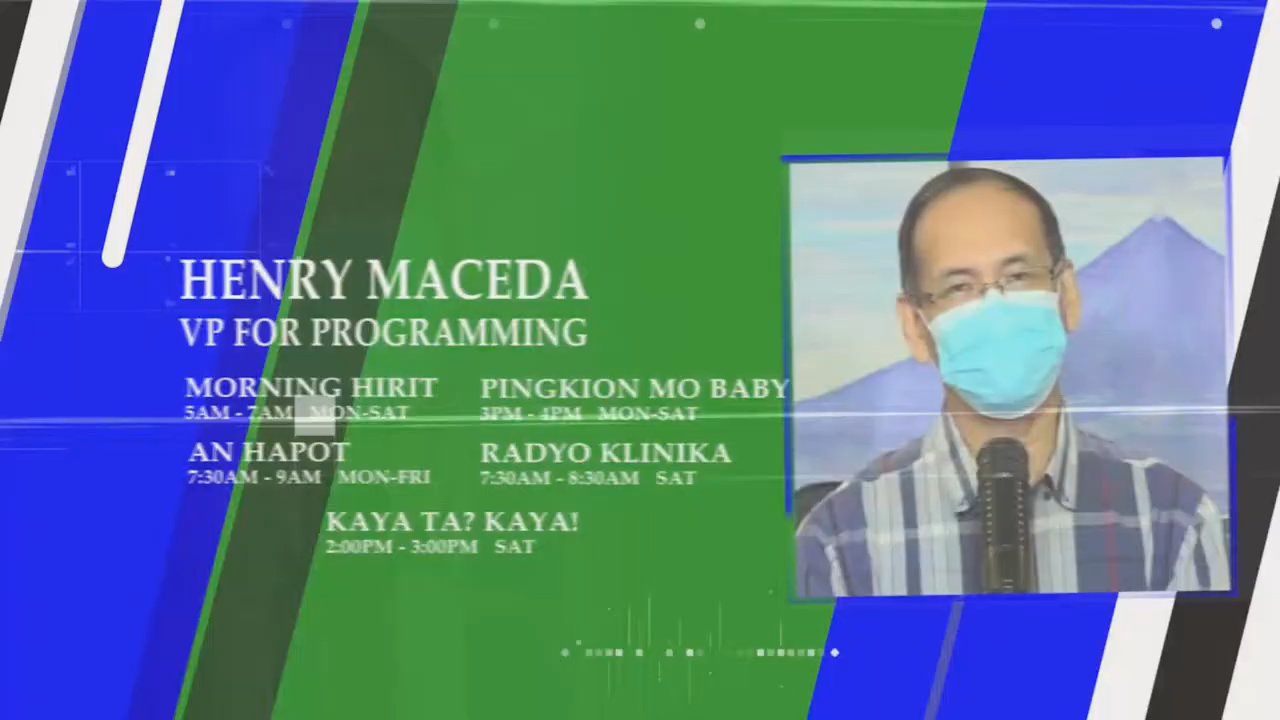 HENRY MACEDA
VP FOR PROGRAMMING
MORNING HIRIT
5AM - 7AM MON-SAT
PINGKION MO BABY
3PM - 4PM MON-SAT
AN HAPOT
7:30AM - 9AM MON-FRI
RADYO KLINIKA
7:30AM - 8:30AM SAT
KAYA TA? KAYA!
2:00PM - 3:00PM SAT